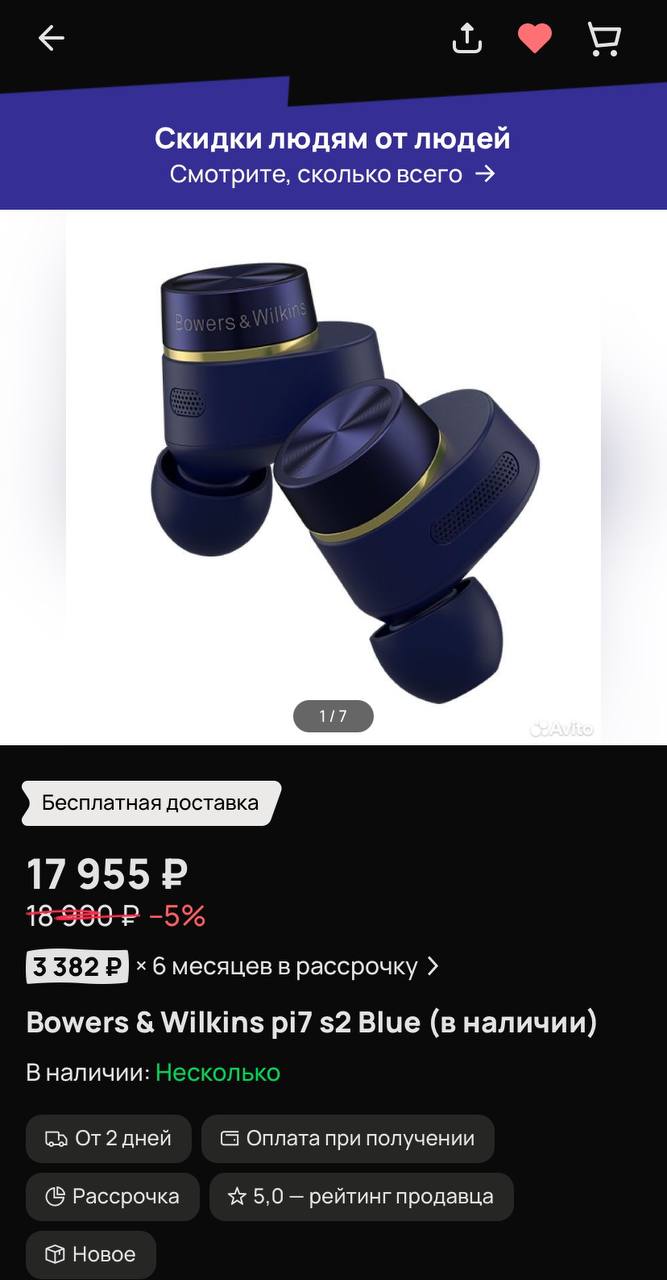 Скидки людям от людей
Смотрите, сколько всего →
Bowers & Wilkins
1 / 7
Avito
Бесплатная доставка
17 955 ₽
18 900 ₽ –5%
3 382 ₽ × 6 месяцев в рассрочку
Bowers & Wilkins pi7 s2 Blue (в наличии)
В наличии: Несколько
От 2 дней
Оплата при получении
Рассрочка
5,0 — рейтинг продавца
Новое